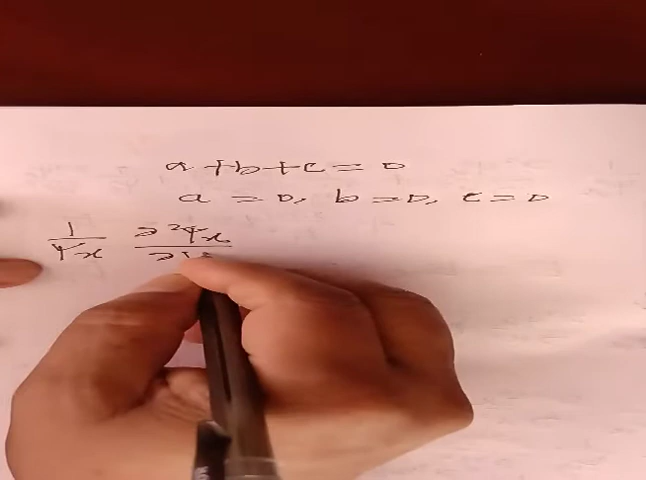 a + b + c = 0
a = 0, b = 0, c = 0
1/ψx ∂²ψx/∂